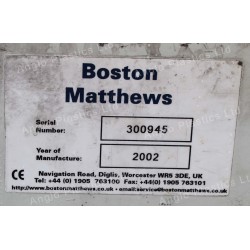 Boston
Matthews
Serial
Number:
300945
Year of
Manufacture:
2002
Navigation Road, Diglis, Worcester WR5 3DE, UK
Tel: +44 (0) 1905 763100 Fax: +44(0) 1905 763101
http://www.bostonmatthews.co.uk - email:service@bostonmatthews.co.uk